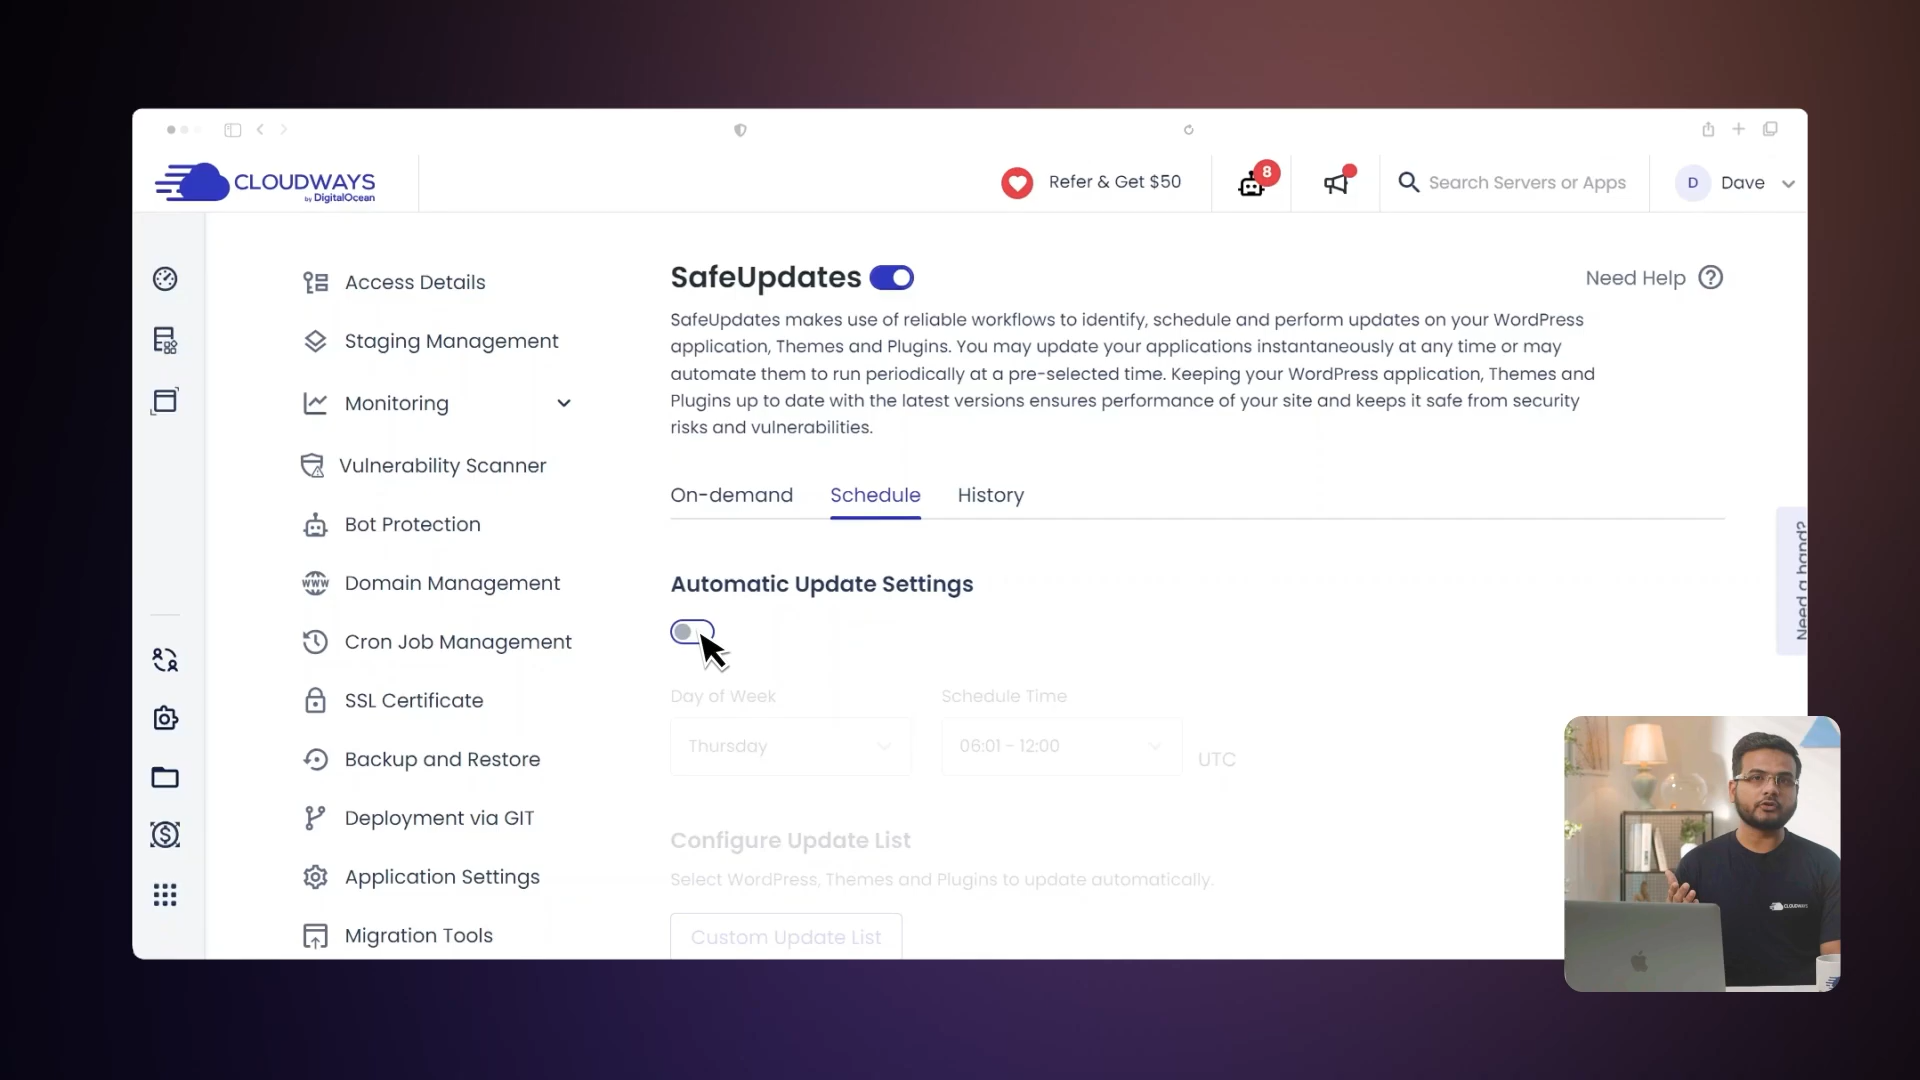 CLOUDWAYS
by DigitalOcean
Refer & Get $50
8
Search Servers or Apps
D
Dave
Access Details
Staging Management
Monitoring
Vulnerability Scanner
Bot Protection
Domain Management
WWW
Cron Job Management
SSL Certificate
Backup and Restore
Deployment via GIT
Application Settings
Migration Tools
SafeUpdates
Need Help
SafeUpdates makes use of reliable workflows to identify, schedule and perform updates on your WordPress
application, Themes and Plugins. You may update your applications instantaneously at any time or may
automate them to run periodically at a pre-selected time. Keeping your WordPress application, Themes and
Plugins up to date with the latest versions ensures performance of your site and keeps it safe from security
risks and vulnerabilities.
On-demand
Schedule
History
Automatic Update Settings
Day of Week
Schedule Time
Thursday
06:01 - 12:00
UTC
Configure Update List
Select WordPress, Themes and Plugins to update automatically.
Custom Update List
Need a hand?
CLOUDWAYS